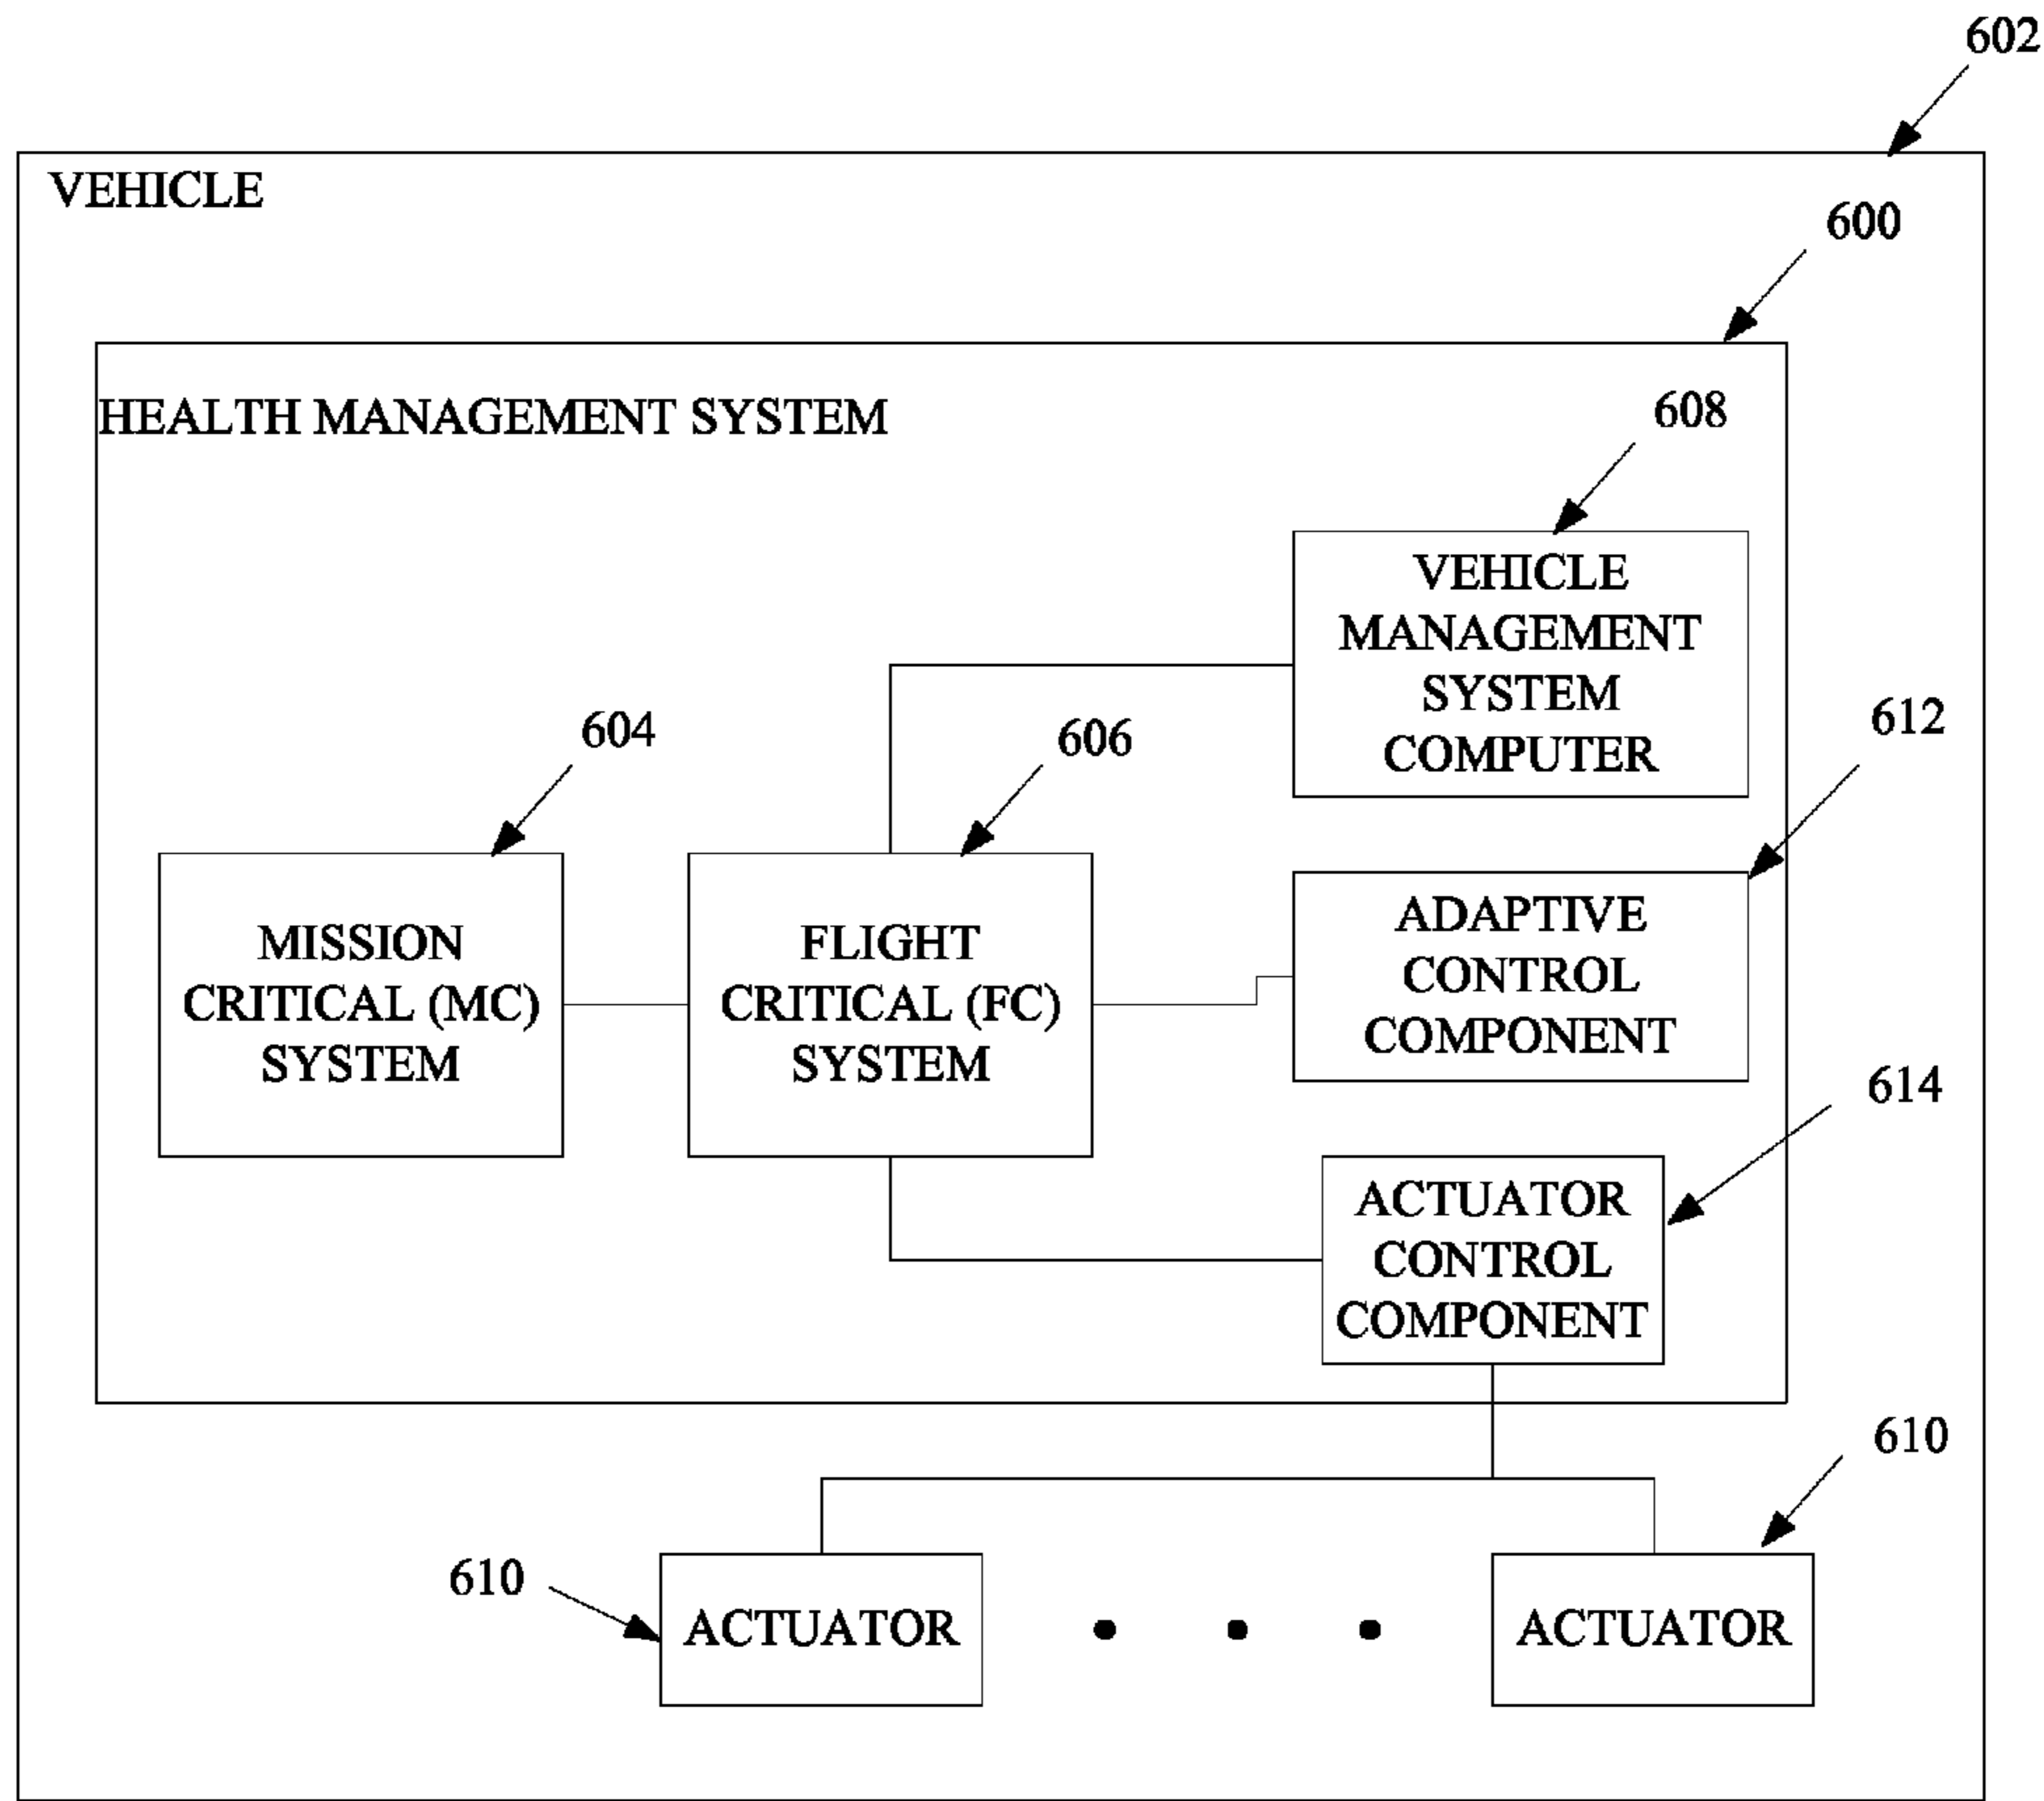 602
VEHICLE
600
HEALTH MANAGEMENT SYSTEM
608
VEHICLE
MANAGEMENT
SYSTEM
COMPUTER
612
604
606
MISSION
CRITICAL (MC)
SYSTEM
FLIGHT
CRITICAL (FC)
SYSTEM
ADAPTIVE
CONTROL
COMPONENT
614
ACTUATOR
CONTROL
COMPONENT
610
610
ACTUATOR
ACTUATOR